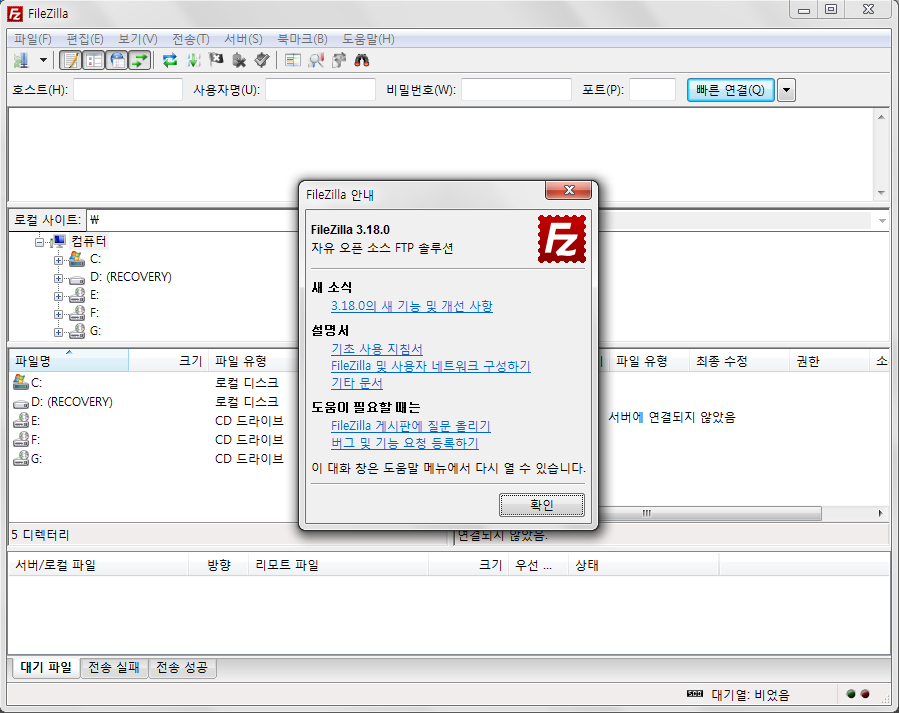 FileZilla
파일(F) 편집(E) 보기(V) 전송(T) 서버(S) 북마크(B) 도움말(H)
호스트(H): 사용자명(U): 비밀번호(W): 포트(P): 빠른 연결(Q)
로컬 사이트: ₩
컴퓨터
C:
D: (RECOVERY)
E:
F:
G:
파일명 크기 파일 유형
C: 로컬 디스크
D: (RECOVERY) 로컬 디스크
E: CD 드라이브
F: CD 드라이브
G: CD 드라이브
5 디렉터리
FileZilla 안내
FileZilla 3.18.0
자유 오픈 소스 FTP 솔루션
Fz
새 소식
3.18.0의 새 기능 및 개선 사항
설명서
기초 사용 지침서
FileZilla 및 사용자 네트워크 구성하기
기타 문서
도움이 필요할 때는
FileZilla 게시판에 질문 올리기
버그 및 기능 요청 등록하기
이 대화 창은 도움말 메뉴에서 다시 열 수 있습니다.
확인
파일 유형 최종 수정 권한 소
서버에 연결되지 않았음
연결되지 않았음.
서버/로컬 파일 방향 리모트 파일 크기 우선 ... 상태
대기 파일 전송 실패 전송 성공
대기열: 비었음